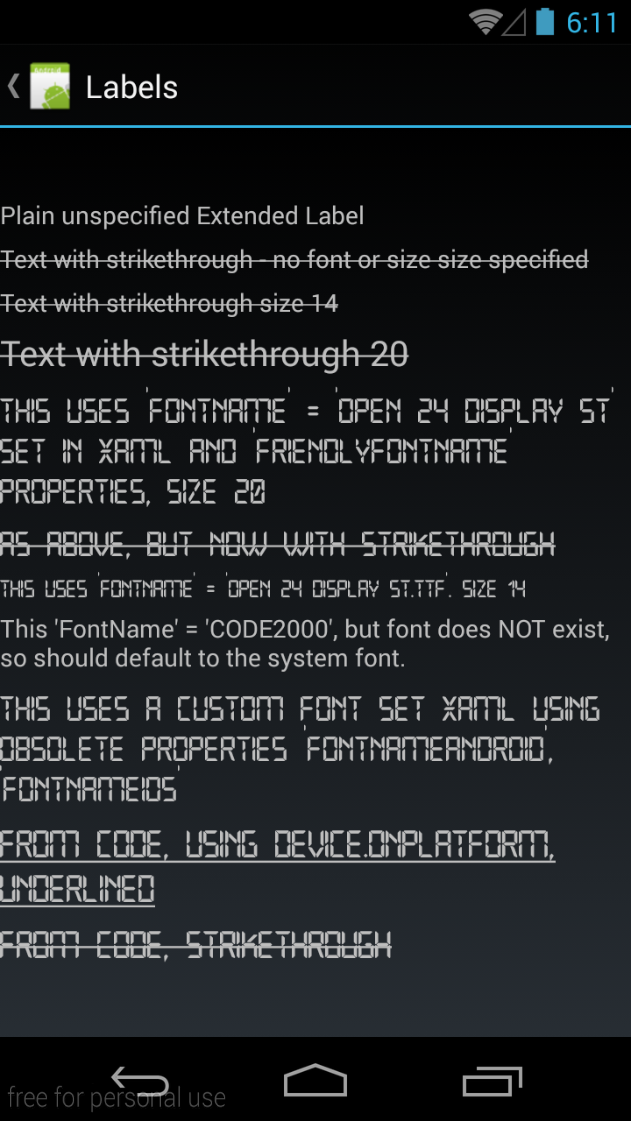 6:11
Labels
Plain unspecified Extended Label
Text with strikethrough - no font or size size specified
Text with strikethrough size 14
Text with strikethrough 20
THIS USES 'FONTNAME' = 'OPEN 24 DISPLAY ST'
SET IN XAML AND 'FRIENDLYFONTNAME'
PROPERTIES, SIZE 20
AS ABOVE, BUT NOW WITH STRIKETHROUGH
THIS USES 'FONTNAME' = 'OPEN 24 DISPLAY ST.TTF'. SIZE 14
This 'FontName' = 'CODE2000', but font does NOT exist,
so should default to the system font.
THIS USES A CUSTOM FONT SET XAML USING
OBSOLETE PROPERTIES 'FONTNAMEANDROID',
'FONTNAMEIOS'
FROM CODE, USING DEVICE.ONPLATFORM,
UNDERLINED
FROM CODE, STRIKETHROUGH
free for personal use